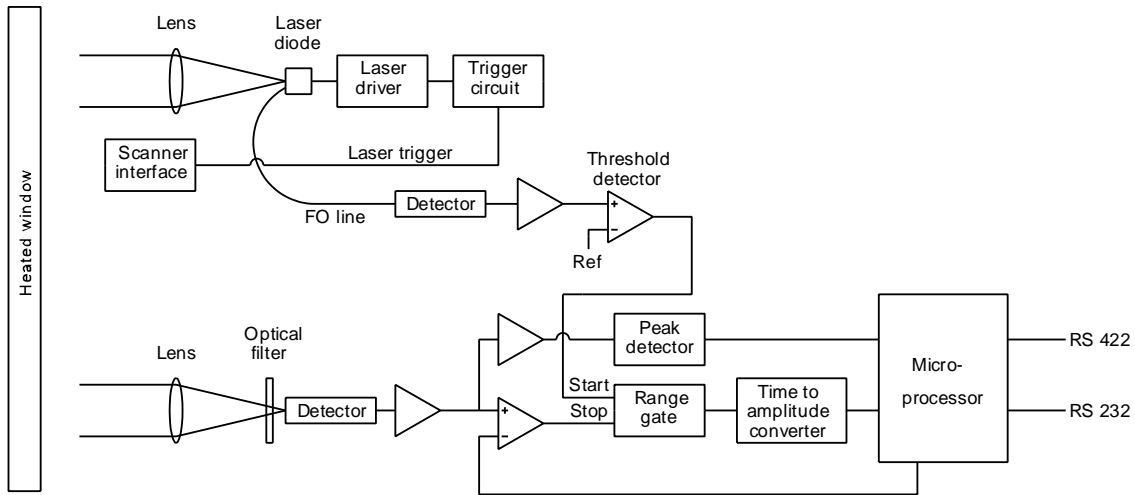 Lens
Laser
diode
Laser
driver
Trigger
circuit
Scanner
interface
Laser trigger
Threshold
detector
FO line
Detector
+
−
Ref
Heated window
Lens
Optical
filter
Detector
+
−
Peak
detector
Start
Stop
Range
gate
Time to
amplitude
converter
Micro-
processor
RS 422
RS 232